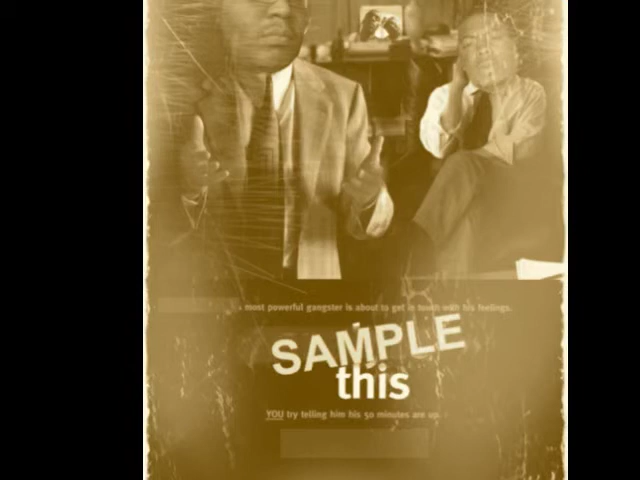 most powerful gangster is about to get in touch with his feelings.
SAMPLE
this
YOU try telling him his 50 minutes are up.